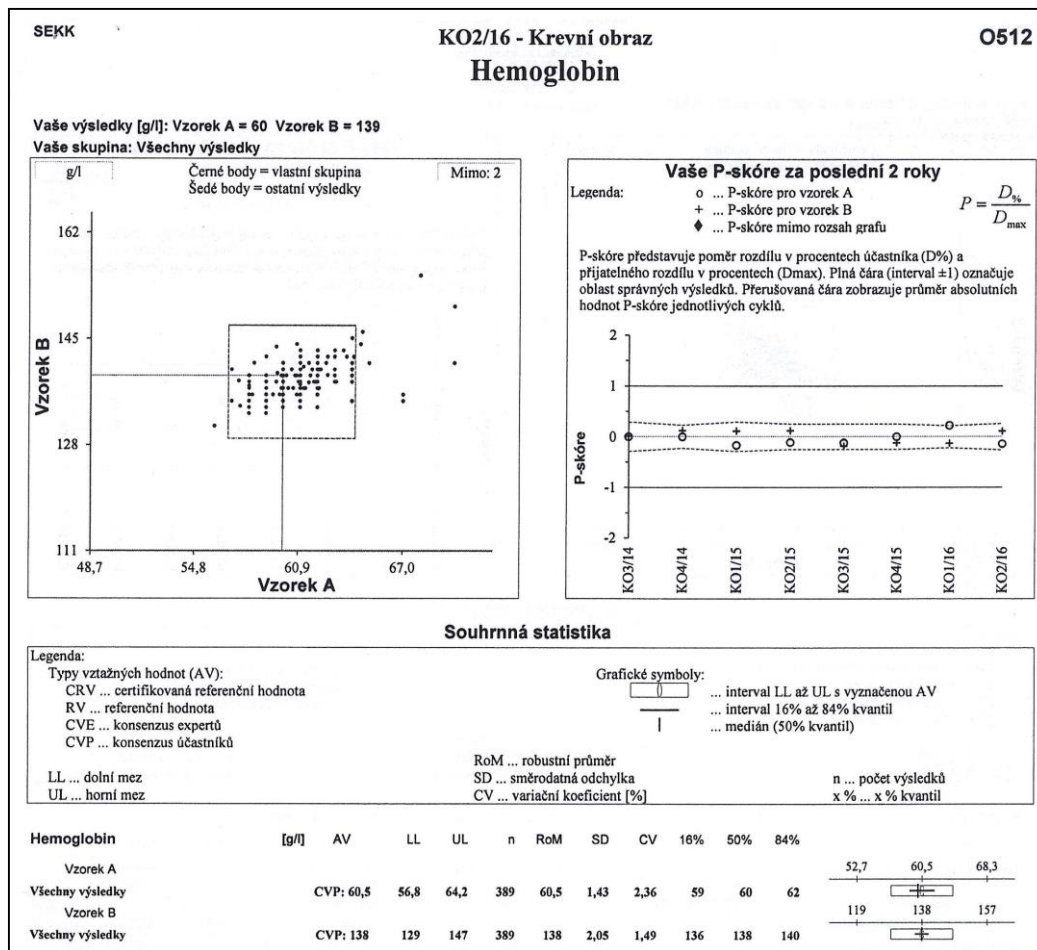 SEKK
KO2/16 - Krevní obraz
O512
Hemoglobin
Vaše výsledky [g/l]: Vzorek A = 60 Vzorek B = 139
Vaše skupina: Všechny výsledky
g/l
Černé body = vlastní skupina
Šedé body = ostatní výsledky
Mimo: 2
162
145
128
111
Vzorek B
48,7 54,8 60,9 67,0
Vzorek A
Vaše P-skóre za poslední 2 roky
Legenda:
o ... P-skóre pro vzorek A
+ ... P-skóre pro vzorek B
♦ ... P-skóre mimo rozsah grafu
P = D% / Dmax
P-skóre představuje poměr rozdílu v procentech účastníka (D%) a
přijatelného rozdílu v procentech (Dmax). Plná čára (interval ±1) označuje
oblast správných výsledků. Přerušovaná čára zobrazuje průměr absolutních
hodnot P-skóre jednotlivých cyklů.
2
1
0
-1
-2
P-skóre
KO3/14 KO4/14 KO1/15 KO2/15 KO3/15 KO4/15 KO1/16 KO2/16
Souhrnná statistika
Legenda:
Typy vztažných hodnot (AV):
CRV ... certifikovaná referenční hodnota
RV ... referenční hodnota
CVE ... konsenzus expertů
CVP ... konsenzus účastníků
LL ... dolní mez
UL ... horní mez
RoM ... robustní průměr
SD ... směrodatná odchylka
CV ... variační koeficient [%]
Grafické symboly:
... interval LL až UL s vyznačenou AV
... interval 16% až 84% kvantil
... medián (50% kvantil)
n ... počet výsledků
x % ... x % kvantil
Hemoglobin [g/l] AV LL UL n RoM SD CV 16% 50% 84%
Vzorek A 52,7 60,5 68,3
Všechny výsledky CVP: 60,5 56,8 64,2 389 60,5 1,43 2,36 59 60 62
Vzorek B 119 138 157
Všechny výsledky CVP: 138 129 147 389 138 2,05 1,49 136 138 140